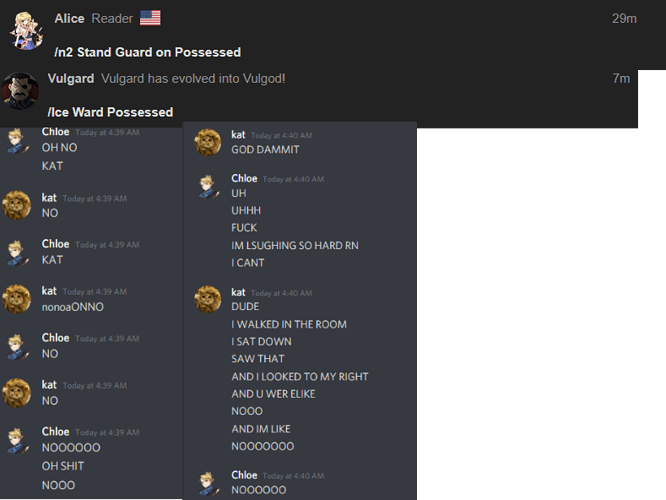 Alice Reader 29m
/n2 Stand Guard on Possessed
Vulgard Vulgard has evolved into Vulgod! 7m
/Ice Ward Possessed
Chloe Today at 4:39 AM
OH NO
KAT
kat Today at 4:39 AM
NO
Chloe Today at 4:39 AM
KAT
kat Today at 4:39 AM
nonoaONNO
Chloe Today at 4:39 AM
NO
kat Today at 4:39 AM
NO
Chloe Today at 4:39 AM
NOOOOOO
OH SHIT
NOOO
kat Today at 4:40 AM
GOD DAMMIT
Chloe Today at 4:40 AM
UH
UHHH
FUCK
IM LSUGHING SO HARD RN
I CANT
kat Today at 4:40 AM
DUDE
I WALKED IN THE ROOM
I SAT DOWN
SAW THAT
AND I LOOKED TO MY RIGHT
AND U WER ELIKE
NOOO
AND IM LIKE
NOOOOOOO
Chloe Today at 4:40 AM
NOOOOOO